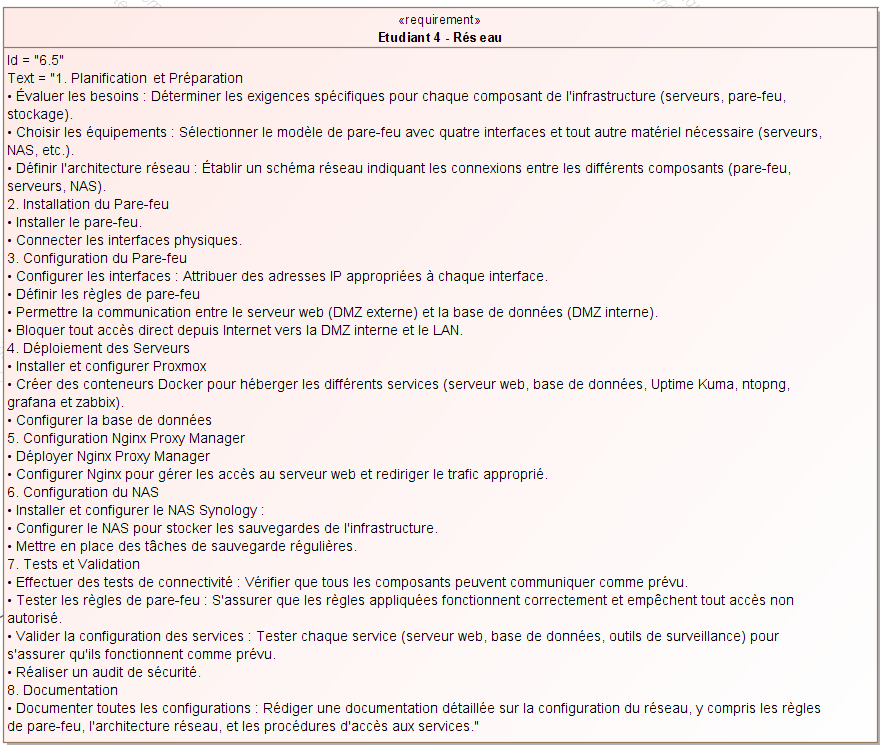 «requirement»
Etudiant 4 - Réseau
Id = "6.5"
Text = "1. Planification et Préparation
• Évaluer les besoins : Déterminer les exigences spécifiques pour chaque composant de l'infrastructure (serveurs, pare-feu,
stockage).
• Choisir les équipements : Sélectionner le modèle de pare-feu avec quatre interfaces et tout autre matériel nécessaire (serveurs,
NAS, etc.).
• Définir l'architecture réseau : Établir un schéma réseau indiquant les connexions entre les différents composants (pare-feu,
serveurs, NAS).
2. Installation du Pare-feu
• Installer le pare-feu.
• Connecter les interfaces physiques.
3. Configuration du Pare-feu
• Configurer les interfaces : Attribuer des adresses IP appropriées à chaque interface.
• Définir les règles de pare-feu
• Permettre la communication entre le serveur web (DMZ externe) et la base de données (DMZ interne).
• Bloquer tout accès direct depuis Internet vers la DMZ interne et le LAN.
4. Déploiement des Serveurs
• Installer et configurer Proxmox
• Créer des conteneurs Docker pour héberger les différents services (serveur web, base de données, Uptime Kuma, ntopng,
grafana et zabbix).
• Configurer la base de données
5. Configuration Nginx Proxy Manager
• Déployer Nginx Proxy Manager
• Configurer Nginx pour gérer les accès au serveur web et rediriger le trafic approprié.
6. Configuration du NAS
• Installer et configurer le NAS Synology :
• Configurer le NAS pour stocker les sauvegardes de l'infrastructure.
• Mettre en place des tâches de sauvegarde régulières.
7. Tests et Validation
• Effectuer des tests de connectivité : Vérifier que tous les composants peuvent communiquer comme prévu.
• Tester les règles de pare-feu : S'assurer que les règles appliquées fonctionnent correctement et empêchent tout accès non
autorisé.
• Valider la configuration des services : Tester chaque service (serveur web, base de données, outils de surveillance) pour
s'assurer qu'ils fonctionnent comme prévu.
• Réaliser un audit de sécurité.
8. Documentation
• Documenter toutes les configurations : Rédiger une documentation détaillée sur la configuration du réseau, y compris les règles
de pare-feu, l'architecture réseau, et les procédures d'accès aux services."